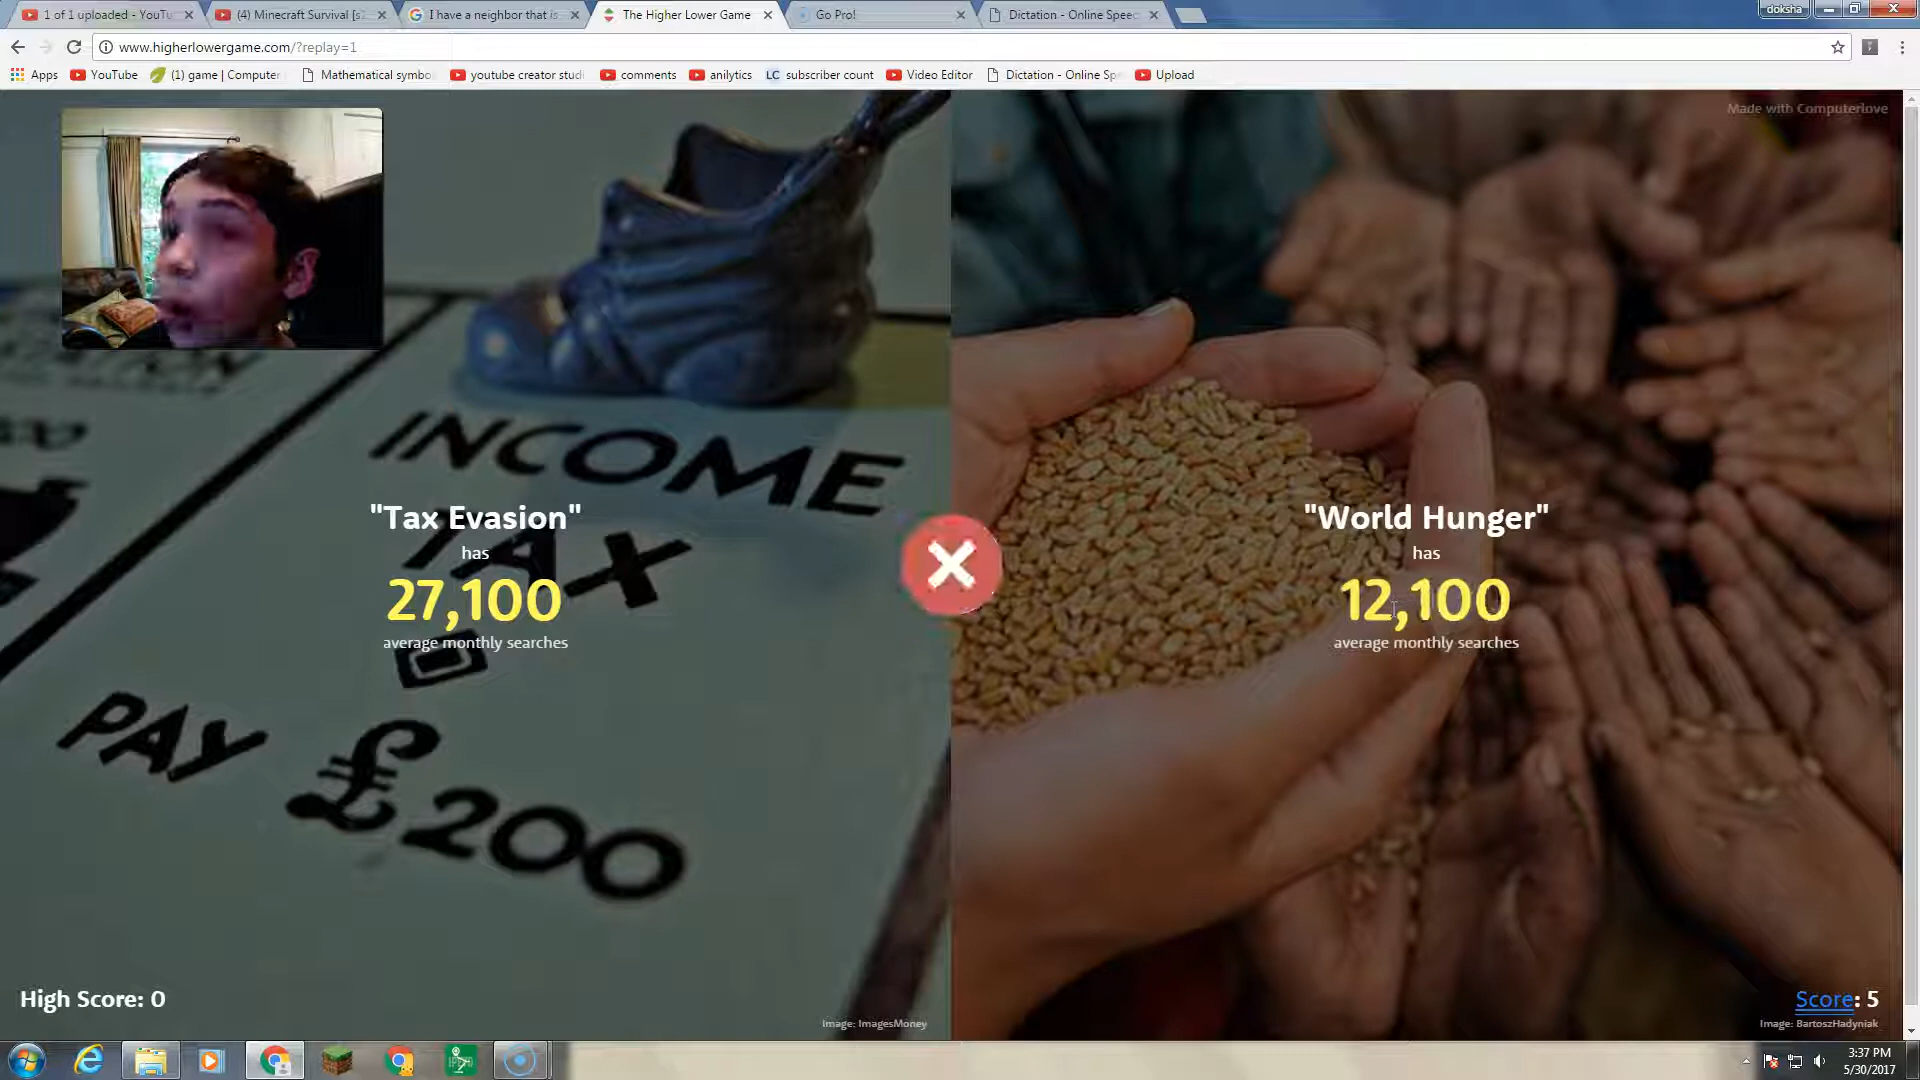 1 of 1 uploaded - YouTu
(4) Minecraft Survival [s
I have a neighbor that is
The Higher Lower Game
Go Pro!
Dictation - Online Speec
doksha
www.higherlowergame.com/?replay=1
Apps
YouTube
(1) game | Computer
Mathematical symbo
youtube creator studi
comments
anilytics
LC subscriber count
Video Editor
Dictation - Online Sp
Upload
Made with Computerlove
INCOME
TAX
PAY £200
"Tax Evasion"
has
27,100
average monthly searches
"World Hunger"
has
12,100
average monthly searches
High Score: 0
Score: 5
Image: ImagesMoney
Image: BartoszHadyniak
3:37 PM
5/30/2017